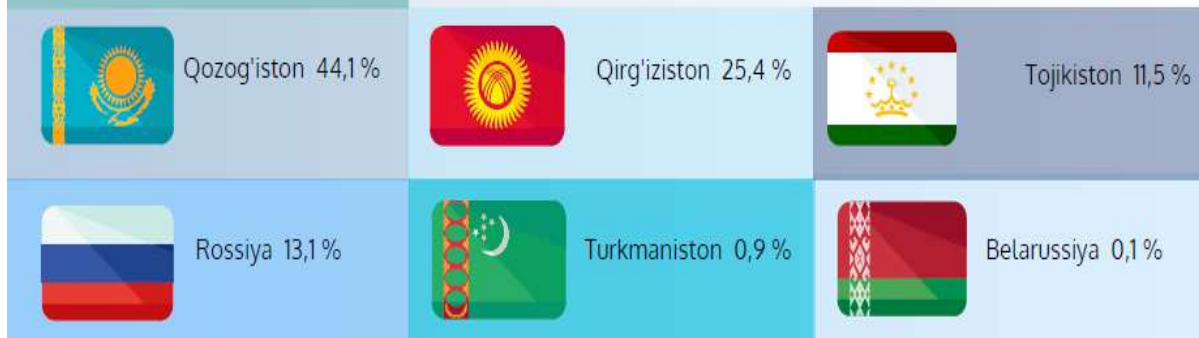 Qozog'iston 44,1 %
Qirg'iziston 25,4 %
Tojikiston 11,5 %
Rossiya 13,1 %
Turkmaniston 0,9 %
Belarussiya 0,1 %